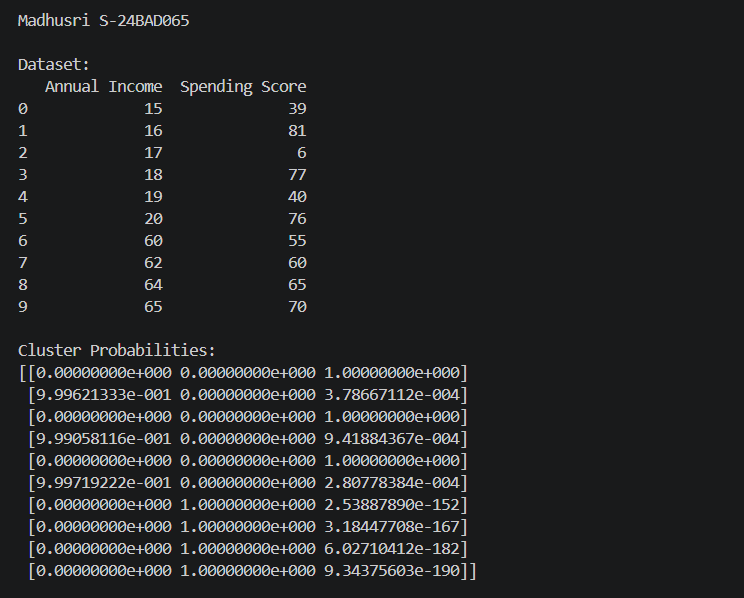 Madhusri S-24BAD065
Dataset:
Annual Income Spending Score
0 15 39
1 16 81
2 17 6
3 18 77
4 19 40
5 20 76
6 60 55
7 62 60
8 64 65
9 65 70
Cluster Probabilities:
[[0.00000000e+000 0.00000000e+000 1.00000000e+000]
[9.99621333e-001 0.00000000e+000 3.78667112e-004]
[0.00000000e+000 0.00000000e+000 1.00000000e+000]
[9.99058116e-001 0.00000000e+000 9.41884367e-004]
[0.00000000e+000 0.00000000e+000 1.00000000e+000]
[9.99719222e-001 0.00000000e+000 2.80778384e-004]
[0.00000000e+000 1.00000000e+000 2.53887890e-152]
[0.00000000e+000 1.00000000e+000 3.18447708e-167]
[0.00000000e+000 1.00000000e+000 6.02710412e-182]
[0.00000000e+000 1.00000000e+000 9.34375603e-190]]